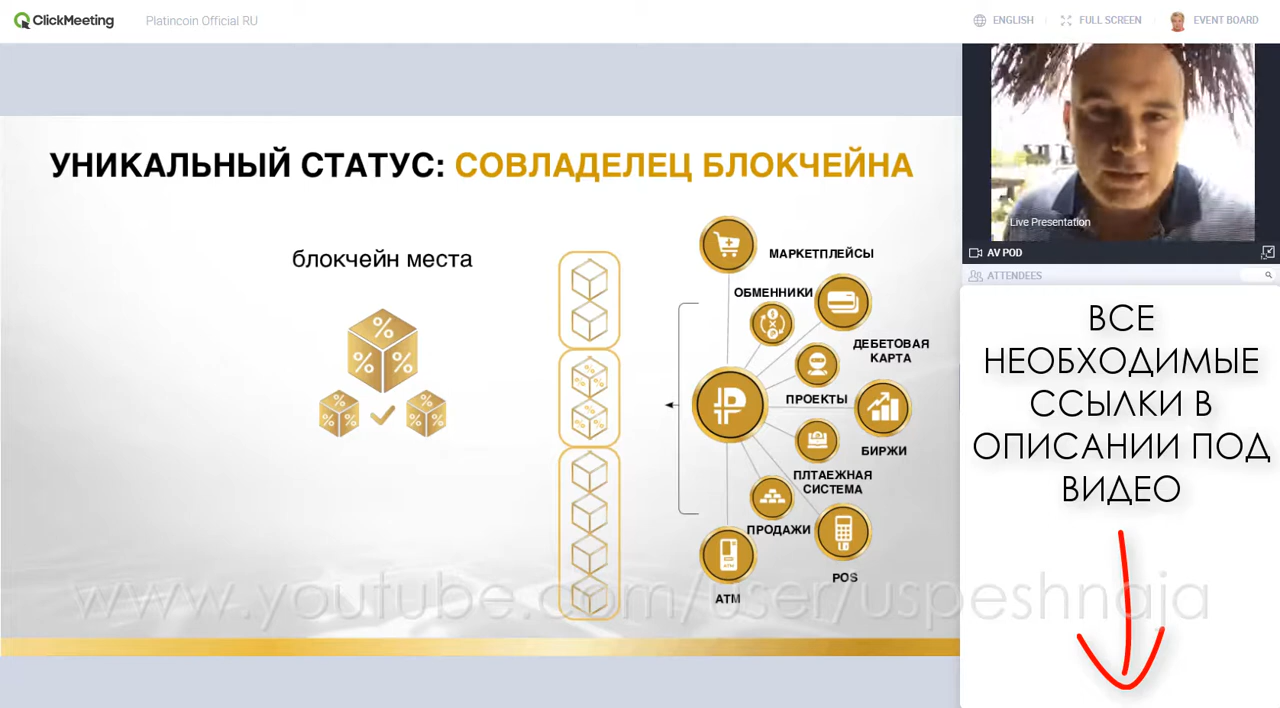 ClickMeeting
Platincoin Official RU
ENGLISH
FULL SCREEN
EVENT BOARD
УНИКАЛЬНЫЙ СТАТУС: СОВЛАДЕЛЕЦ БЛОКЧЕЙНА
блокчейн места
МАРКЕТПЛЕЙСЫ
ОБМЕННИКИ
ДЕБЕТОВАЯ
КАРТА
ПРОЕКТЫ
БИРЖИ
ПЛТАЕЖНАЯ
СИСТЕМА
ПРОДАЖИ
POS
ATM
www.youtube.com/user/uspeshnaja
Live Presentation
AV POD
ATTENDEES
ВСЕ
НЕОБХОДИМЫЕ
ССЫЛКИ В
ОПИСАНИИ ПОД
ВИДЕО